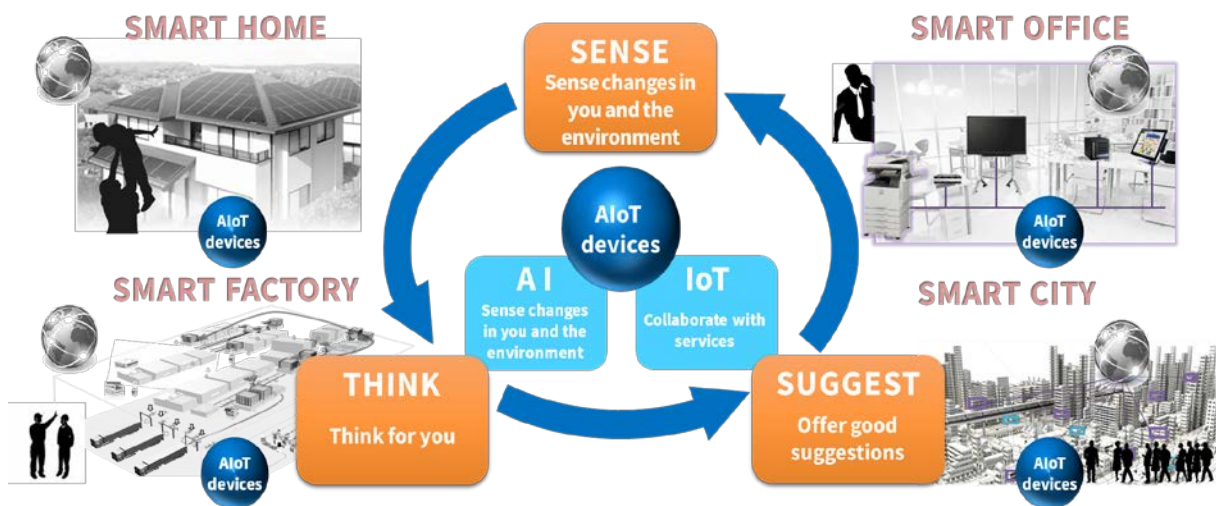 SMART HOME
AIoT
devices
SENSE
Sense changes in
you and the
environment
SMART OFFICE
AIoT
devices
AIoT
devices
AI
Sense changes
in you and the
environment
IoT
Collaborate with
services
SMART FACTORY
AIoT
devices
THINK
Think for you
SUGGEST
Offer good
suggestions
SMART CITY
AIoT
devices